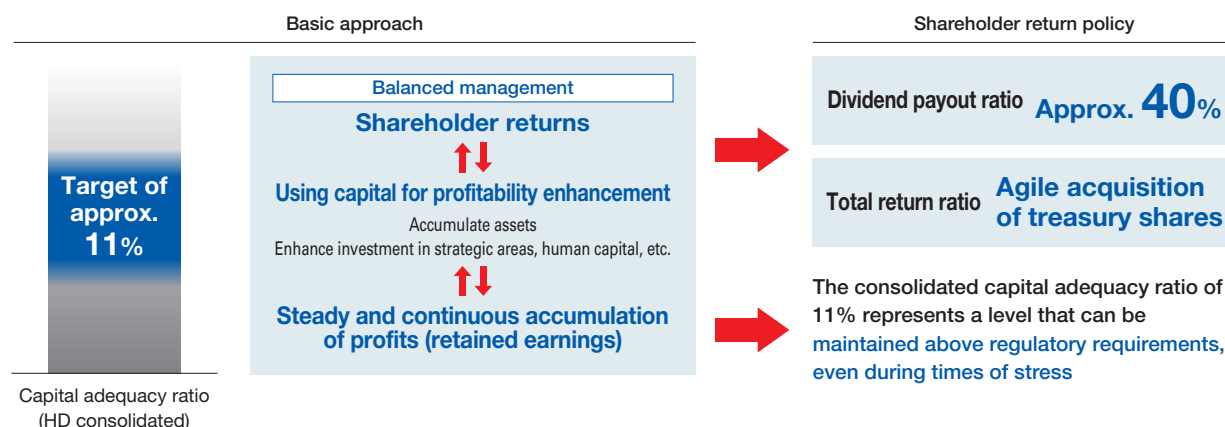 Basic approach
Target of
approx.
11%
Capital adequacy ratio
(HD consolidated)
Balanced management
Shareholder returns
Using capital for profitability enhancement
Accumulate assets
Enhance investment in strategic areas, human capital, etc.
Steady and continuous accumulation
of profits (retained earnings)
Shareholder return policy
Dividend payout ratio Approx. 40%
Total return ratio Agile acquisition
of treasury shares
The consolidated capital adequacy ratio of
11% represents a level that can be
maintained above regulatory requirements,
even during times of stress